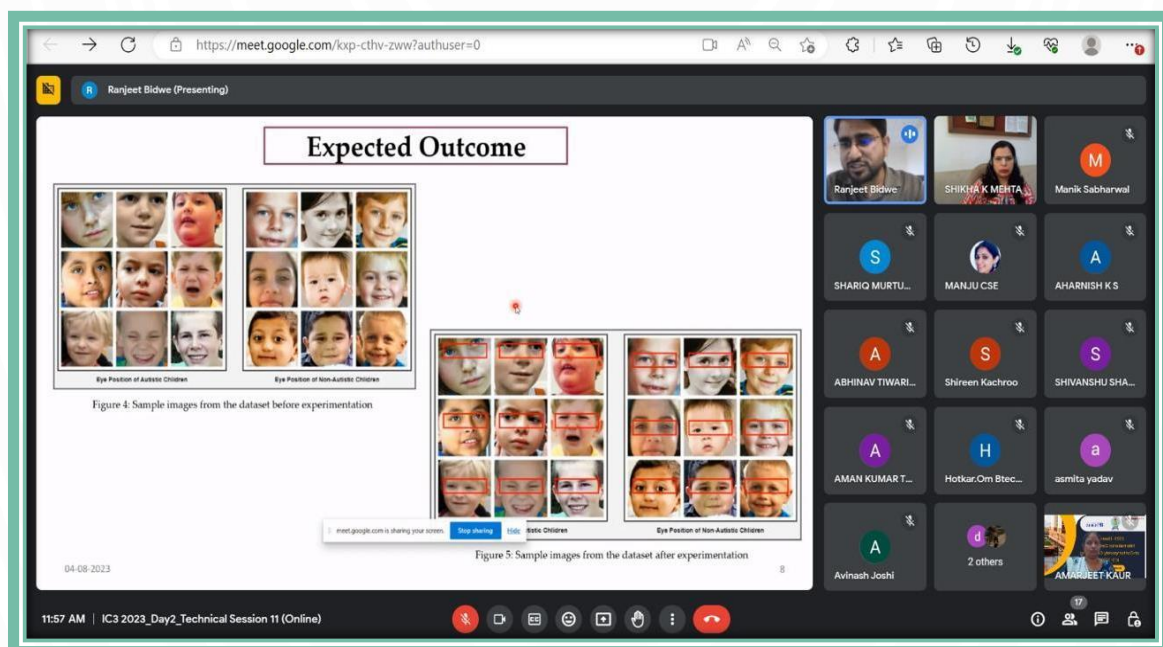 https://meet.google.com/kxp-cthv-zww?authuser=0
R Ranjeet Bidwe (Presenting)
Expected Outcome
Eye Position of Autistic Children
Eye Position of Non-Autistic Children
Figure 4: Sample images from the dataset before experimentation
meet.google.com is sharing your screen.
Stop sharing
Hide
tistic Children
Eye Position of Non-Autistic Children
Figure 5: Sample images from the dataset after experimentation
04-08-2023
8
Ranjeet Bidwe
SHIKHA K MEHTA
M
Manik Sabharwal
S
SHARIQ MURTU...
MANJU CSE
A
AHARNISH K S
A
ABHINAV TIWARI...
S
Shireen Kachroo
S
SHIVANSHU SHA...
A
AMAN KUMAR T...
H
Hotkar.Om Btec...
a
asmita yadav
A
Avinash Joshi
d
2 others
AMARJEET KAUR
11:57 AM | IC3 2023_Day2_Technical Session 11 (Online)
17